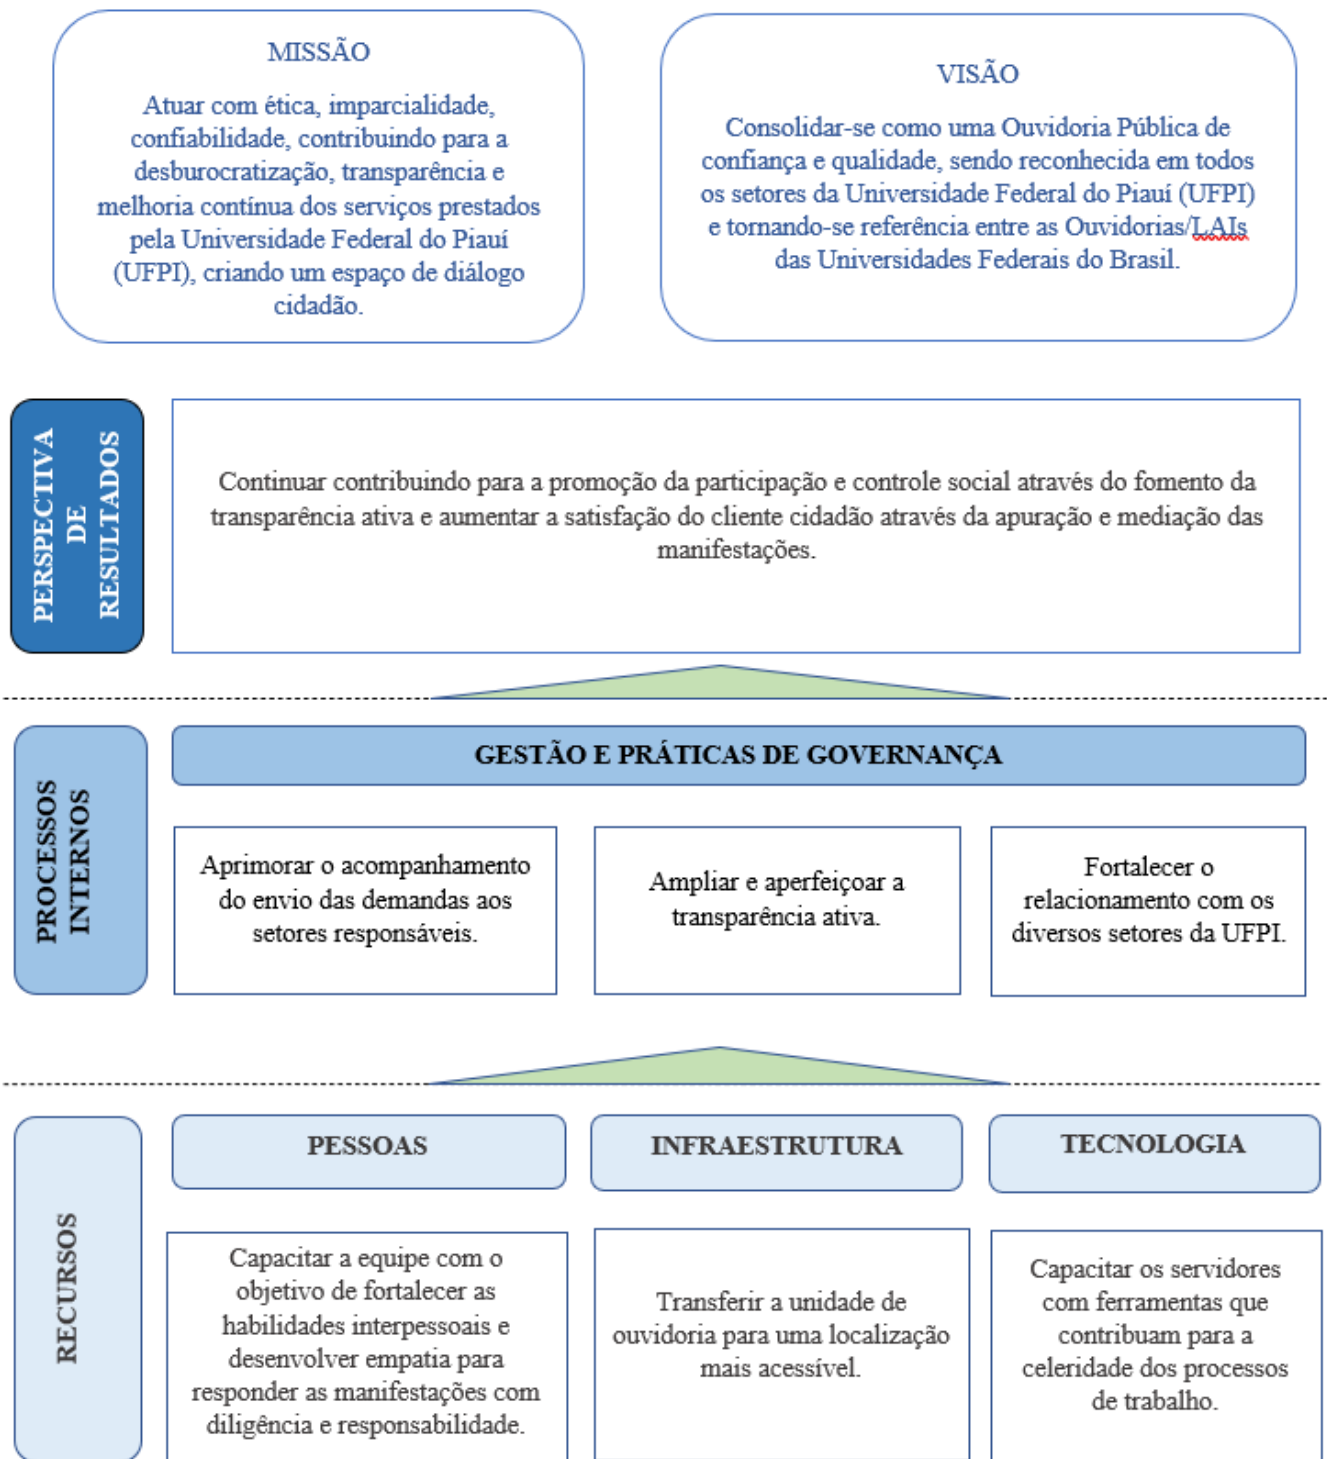 MISSÃO
Atuar com ética, imparcialidade,
confiabilidade, contribuindo para a
desburocratização, transparência e
melhoria contínua dos serviços prestados
pela Universidade Federal do Piauí
(UFPI), criando um espaço de diálogo
cidadão.
VISÃO
Consolidar-se como uma Ouvidoria Pública de
confiança e qualidade, sendo reconhecida em todos
os setores da Universidade Federal do Piauí (UFPI)
e tornando-se referência entre as Ouvidorias/LAIs
das Universidades Federais do Brasil.
PERSPECTIVA
DE
RESULTADOS
Continuar contribuindo para a promoção da participação e controle social através do fomento da
transparência ativa e aumentar a satisfação do cliente cidadão através da apuração e mediação das
manifestações.
PROCESSOS
INTERNOS
GESTÃO E PRÁTICAS DE GOVERNANÇA
Aprimorar o acompanhamento
do envio das demandas aos
setores responsáveis.
Ampliar e aperfeiçoar a
transparência ativa.
Fortalecer o
relacionamento com os
diversos setores da UFPI.
RECURSOS
PESSOAS
Capacitar a equipe com o
objetivo de fortalecer as
habilidades interpessoais e
desenvolver empatia para
responder as manifestações com
diligência e responsabilidade.
INFRAESTRUTURA
Transferir a unidade de
ouvidoria para uma localização
mais acessível.
TECNOLOGIA
Capacitar os servidores
com ferramentas que
contribuam para a
celeridade dos processos
de trabalho.